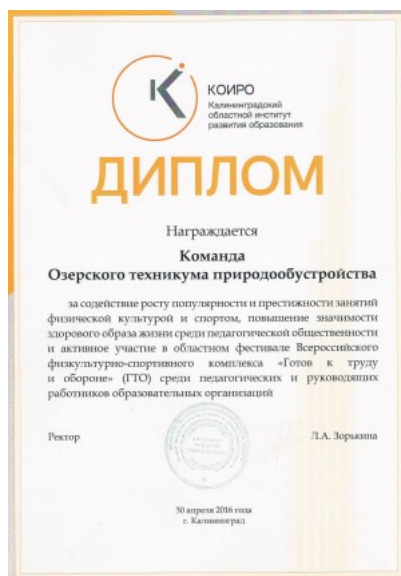 КОИРО
Калининградский
областной институт
развития образования
ДИПЛОМ
Награждается
Команда
Озерского техникума природообустройства
за содействие росту популярности и престижности занятий
физической культурой и спортом, повышение значимости
здорового образа жизни среди педагогической общественности
и активное участие в областном фестивале Всероссийского
физкультурно-спортивного комплекса «Готов к труду
и обороне» (ГТО) среди педагогических и руководящих
работников образовательных организаций
Ректор Л.А. Зорькина
30 апреля 2016 года
г. Калининград